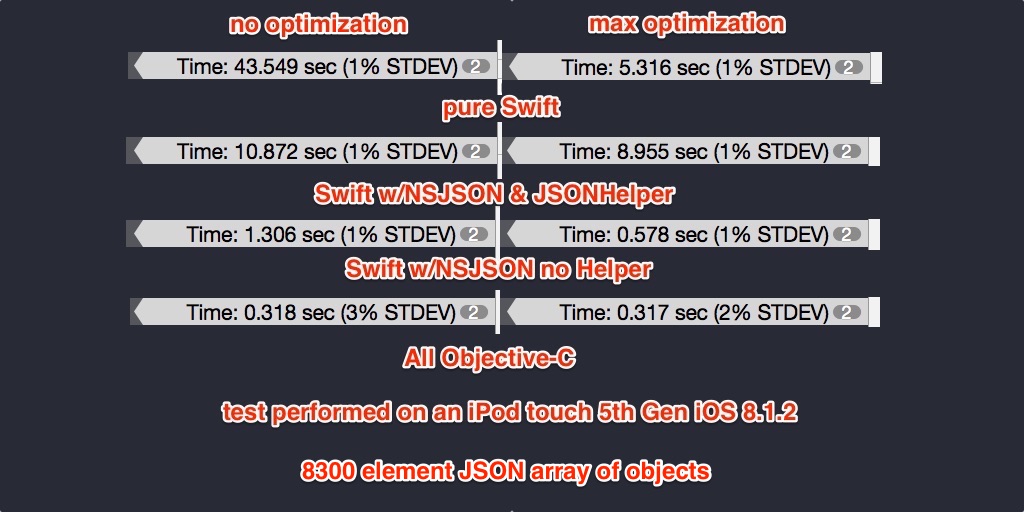 no optimization max optimization
Time: 43.549 sec (1% STDEV) 2 Time: 5.316 sec (1% STDEV) 2
pure Swift
Time: 10.872 sec (1% STDEV) 2 Time: 8.955 sec (1% STDEV) 2
Swift w/NSJSON & JSONHelper
Time: 1.306 sec (1% STDEV) 2 Time: 0.578 sec (1% STDEV) 2
Swift w/NSJSON no Helper
Time: 0.318 sec (3% STDEV) 2 Time: 0.317 sec (2% STDEV) 2
All Objective-C
test performed on an iPod touch 5th Gen iOS 8.1.2
8300 element JSON array of objects